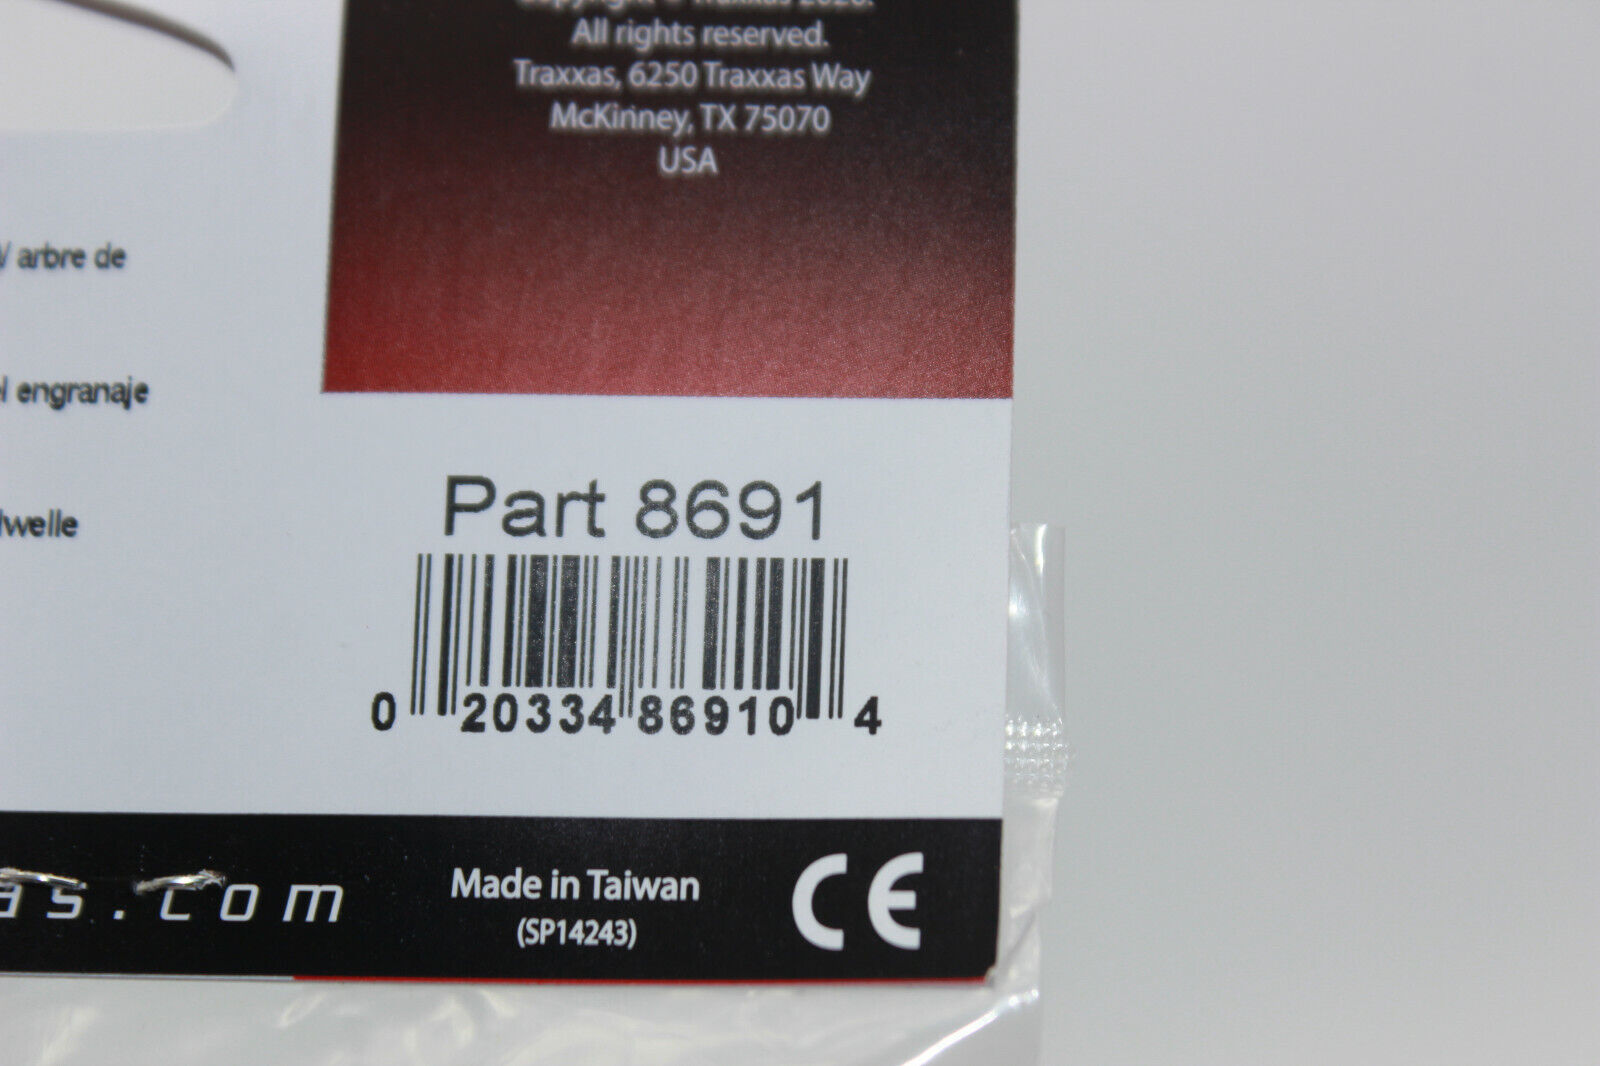 All rights reserved.
Traxxas, 6250 Traxxas Way
McKinney, TX 75070
USA
arbre de
engranaje
Part 8691
0 20334 86910 4
.com
Made in Taiwan
(SP14243)
CE